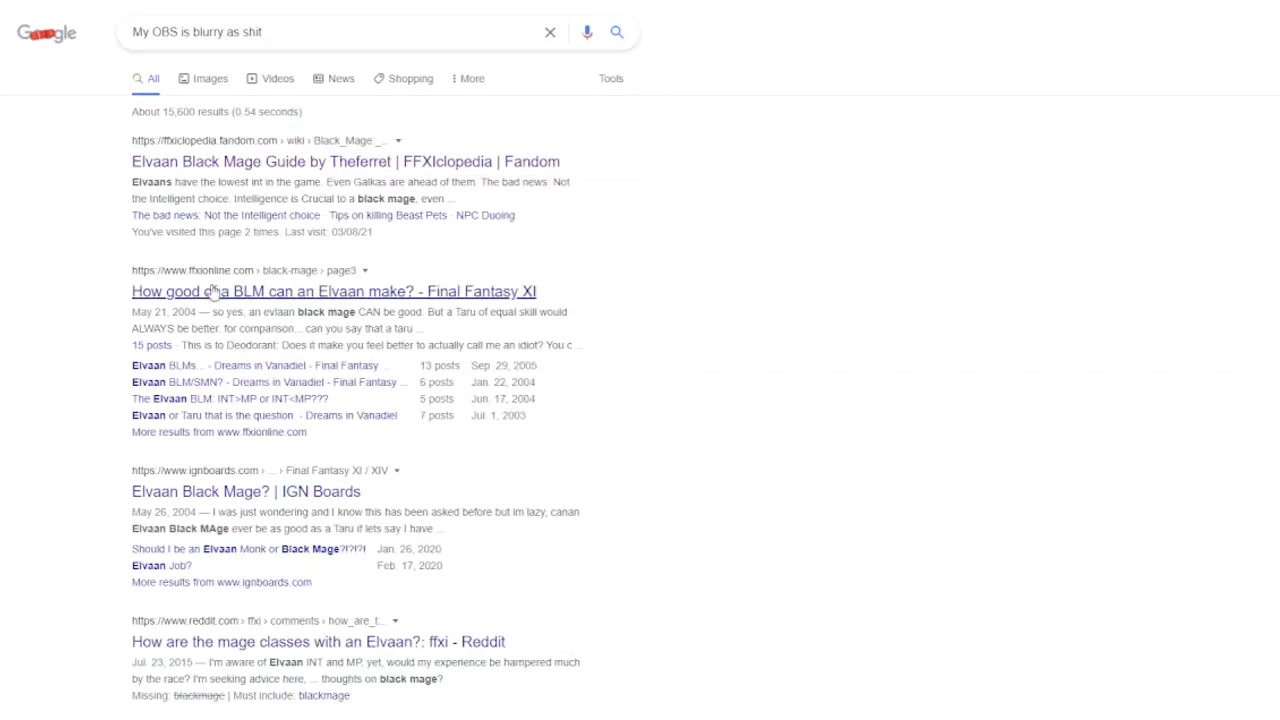 Google
My OBS is blurry as shit
All Images Videos News Shopping More Tools
About 15,600 results (0.54 seconds)
https://ffxiclopedia.fandom.com › wiki › Black_Mage:_...
Elvaan Black Mage Guide by Theferret | FFXIclopedia | Fandom
Elvaans have the lowest int in the game. Even Galkas are ahead of them. The bad news: Not
the Intelligent choice. Intelligence is Crucial to a black mage, even ...
The bad news: Not the Intelligent choice · Tips on killing Beast Pets · NPC Duoing
You've visited this page 2 times. Last visit: 03/08/21
https://www.ffxionline.com › black-mage › page3
How good a BLM can an Elvaan make? - Final Fantasy XI
May 21, 2004 — so yes, an evlaan black mage CAN be good. But a Taru of equal skill would
ALWAYS be better. for comparison... can you say that a taru ...
15 posts · This is to Deodorant: Does it make you feel better to actually call me an idiot? You c...
Elvaan BLMs... - Dreams in Vanadiel - Final Fantasy ... 13 posts Sep. 29, 2005
Elvaan BLM/SMN? - Dreams in Vanadiel - Final Fantasy ... 6 posts Jan. 22, 2004
The Elvaan BLM: INT>MP or INT<MP??? 5 posts Jun. 17, 2004
Elvaan or Taru that is the question. - Dreams in Vanadiel 7 posts Jul. 1, 2003
More results from www.ffxionline.com
https://www.ignboards.com › ... › Final Fantasy XI / XIV
Elvaan Black Mage? | IGN Boards
May 26, 2004 — I was just wondering and I know this has been asked before but im lazy, canan
Elvaan Black MAge ever be as good as a Taru if lets say I have ...
Should I be an Elvaan Monk or Black Mage?!?!?! Jan. 26, 2020
Elvaan Job? Feb. 17, 2020
More results from www.ignboards.com
https://www.reddit.com › ffxi › comments › how_are_t...
How are the mage classes with an Elvaan?: ffxi - Reddit
Jul. 23, 2015 — I'm aware of Elvaan INT and MP, yet, would my experience be hampered much
by the race? I'm seeking advice here, ... thoughts on black mage?
Missing: blackmage | Must include: blackmage